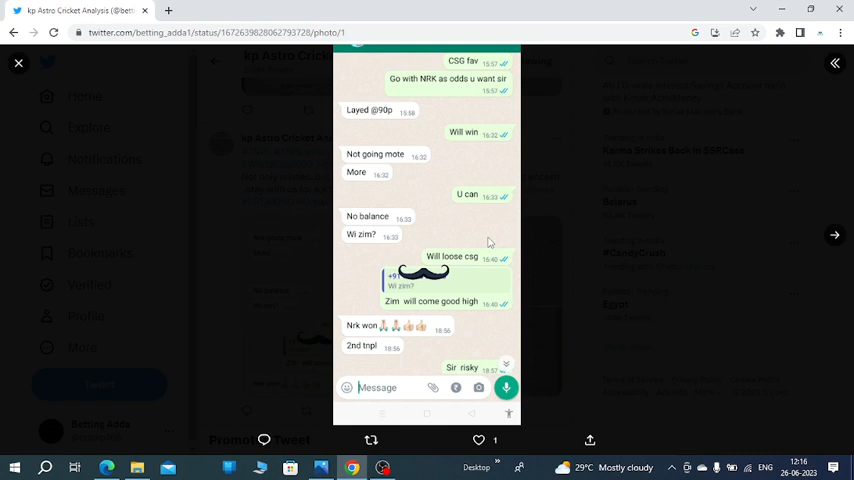 kp Astro Cricket Analysis (@bett
twitter.com/betting_adda1/status/1672639828062793728/photo/1
CSG fav 15:57
Go with NRK as odds u want sir
15:57
Layed @90p 15:58
Will win 16:32
Not going mote 16:32
More 16:32
U can 16:33
No balance 16:33
Wi zim? 16:33
Will loose csg 16:40
+91
Wi zim?
Zim will come good high 16:40
Nrk won🙏🏻🙏🏻👍🏻👍🏻 18:56
2nd tnpl 18:56
Sir risky 18:57
Message
1
Home
Explore
Notifications
Messages
Lists
Bookmarks
Verified
Profile
More
Tweet
Betting Adda
kp Astro Cricket
Karma Strikes Back In SSPCase
Belarus
#CandyCrush
Egypt
Promoted Tweet
Desktop
29°C Mostly cloudy
ENG
12:16
26-06-2023